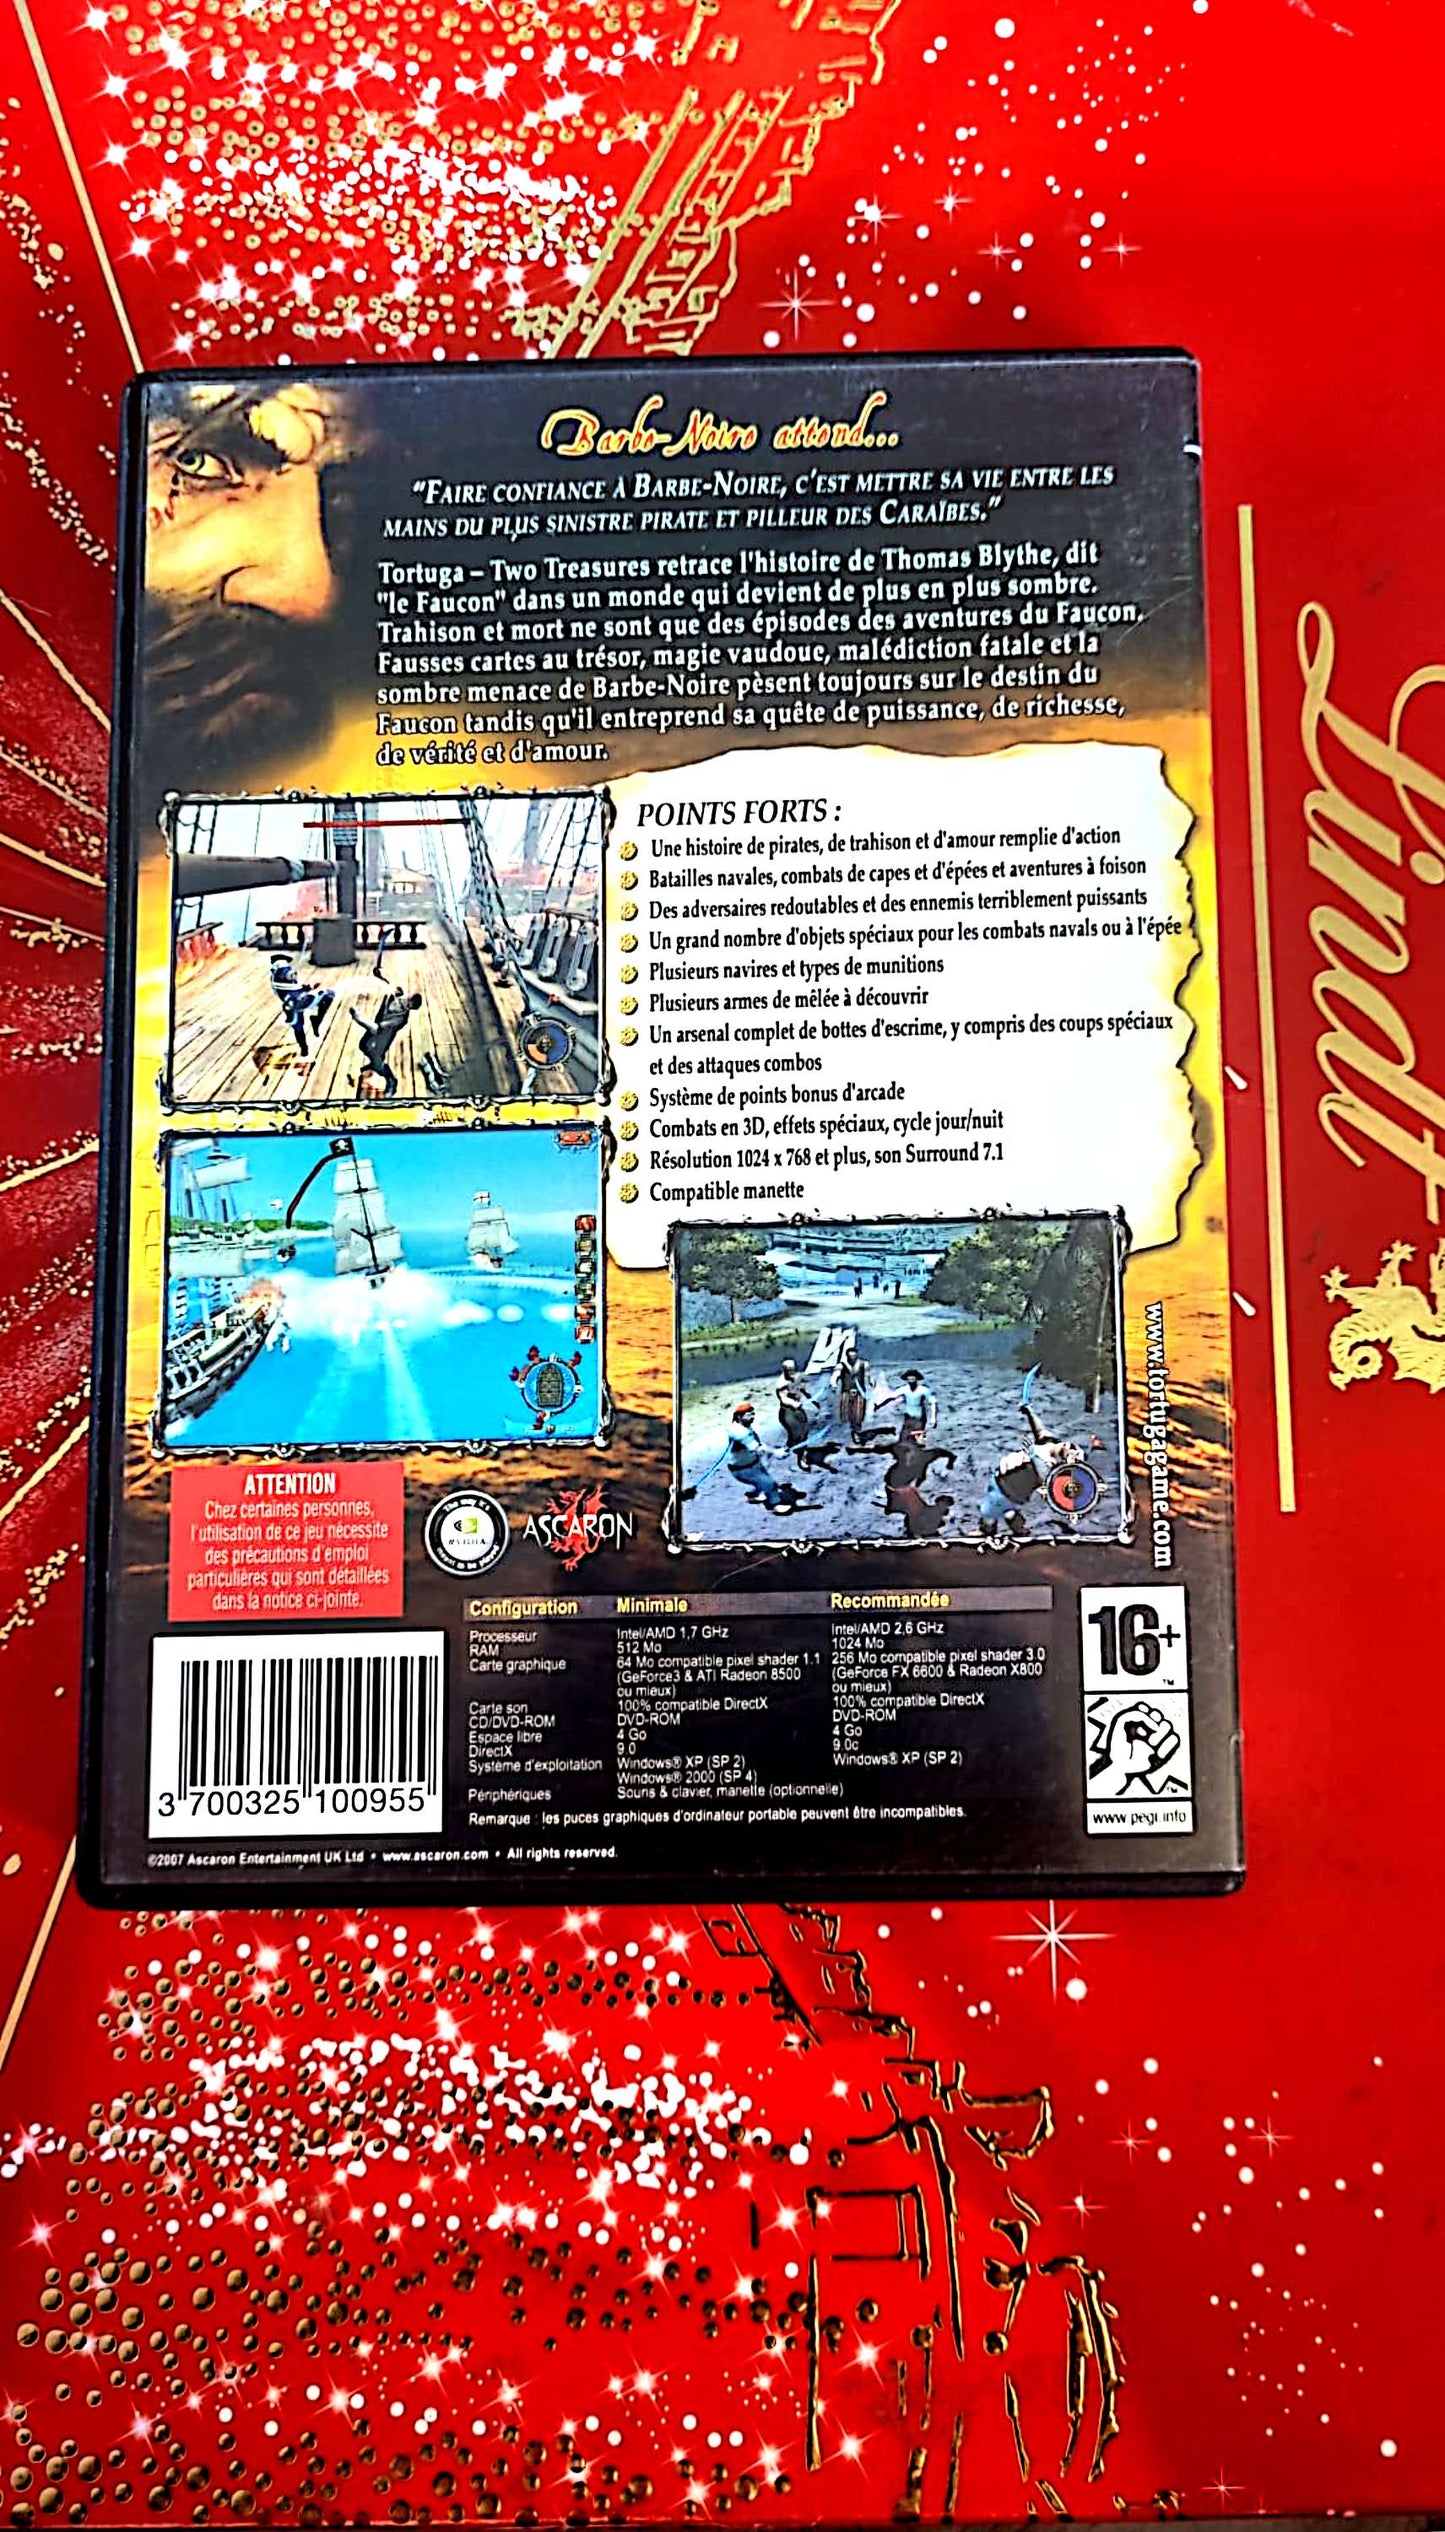 Barbe-Noire attend...
"FAIRE CONFIANCE À BARBE-NOIRE, C'EST METTRE SA VIE ENTRE LES
MAINS DU PLUS SINISTRE PIRATE ET PILLEUR DES CARAÏBES."
Tortuga – Two Treasures retrace l'histoire de Thomas Blythe, dit
"le Faucon" dans un monde qui devient de plus en plus sombre.
Trahison et mort ne sont que des épisodes des aventures du Faucon.
Fausses cartes au trésor, magie vaudoue, malédiction fatale et la
sombre menace de Barbe-Noire pèsent toujours sur le destin du
Faucon tandis qu'il entreprend sa quête de puissance, de richesse,
de vérité et d'amour.
POINTS FORTS :
Une histoire de pirates, de trahison et d'amour remplie d'action
Batailles navales, combats de capes et d'épées et aventures à foison
Des adversaires redoutables et des ennemis terriblement puissants
Un grand nombre d'objets spéciaux pour les combats navals ou à l'épée
Plusieurs navires et types de munitions
Plusieurs armes de mêlée à découvrir
Un arsenal complet de bottes d'escrime, y compris des coups spéciaux
et des attaques combos
Système de points bonus d'arcade
Combats en 3D, effets spéciaux, cycle jour/nuit
Résolution 1024 x 768 et plus, son Surround 7.1
Compatible manette
www.tortugagame.com
ATTENTION
Chez certaines personnes,
l'utilisation de ce jeu nécessite
des précautions d'emploi
particulières qui sont détaillées
dans la notice ci-jointe.
The way it's
NVIDIA
meant to be played
ASCARON
Configuration Minimale Recommandée
Processeur Intel/AMD 1,7 GHz Intel/AMD 2,6 GHz
RAM 512 Mo 1024 Mo
Carte graphique 64 Mo compatible pixel shader 1.1 256 Mo compatible pixel shader 3.0
(GeForce3 & ATI Radeon 8500 (GeForce FX 6600 & Radeon X800
ou mieux) ou mieux)
Carte son 100% compatible DirectX 100% compatible DirectX
CD/DVD-ROM DVD-ROM DVD-ROM
Espace libre 4 Go 4 Go
DirectX 9.0 9.0c
Système d'exploitation Windows® XP (SP 2) Windows® XP (SP 2)
Windows® 2000 (SP 4)
Périphériques Souris & clavier, manette (optionnelle)
Remarque : les puces graphiques d'ordinateur portable peuvent être incompatibles.
16+
TM
TM
www.pegi.info
3 700325 100955
©2007 Ascaron Entertainment UK Ltd • www.ascaron.com • All rights reserved.
Lindt